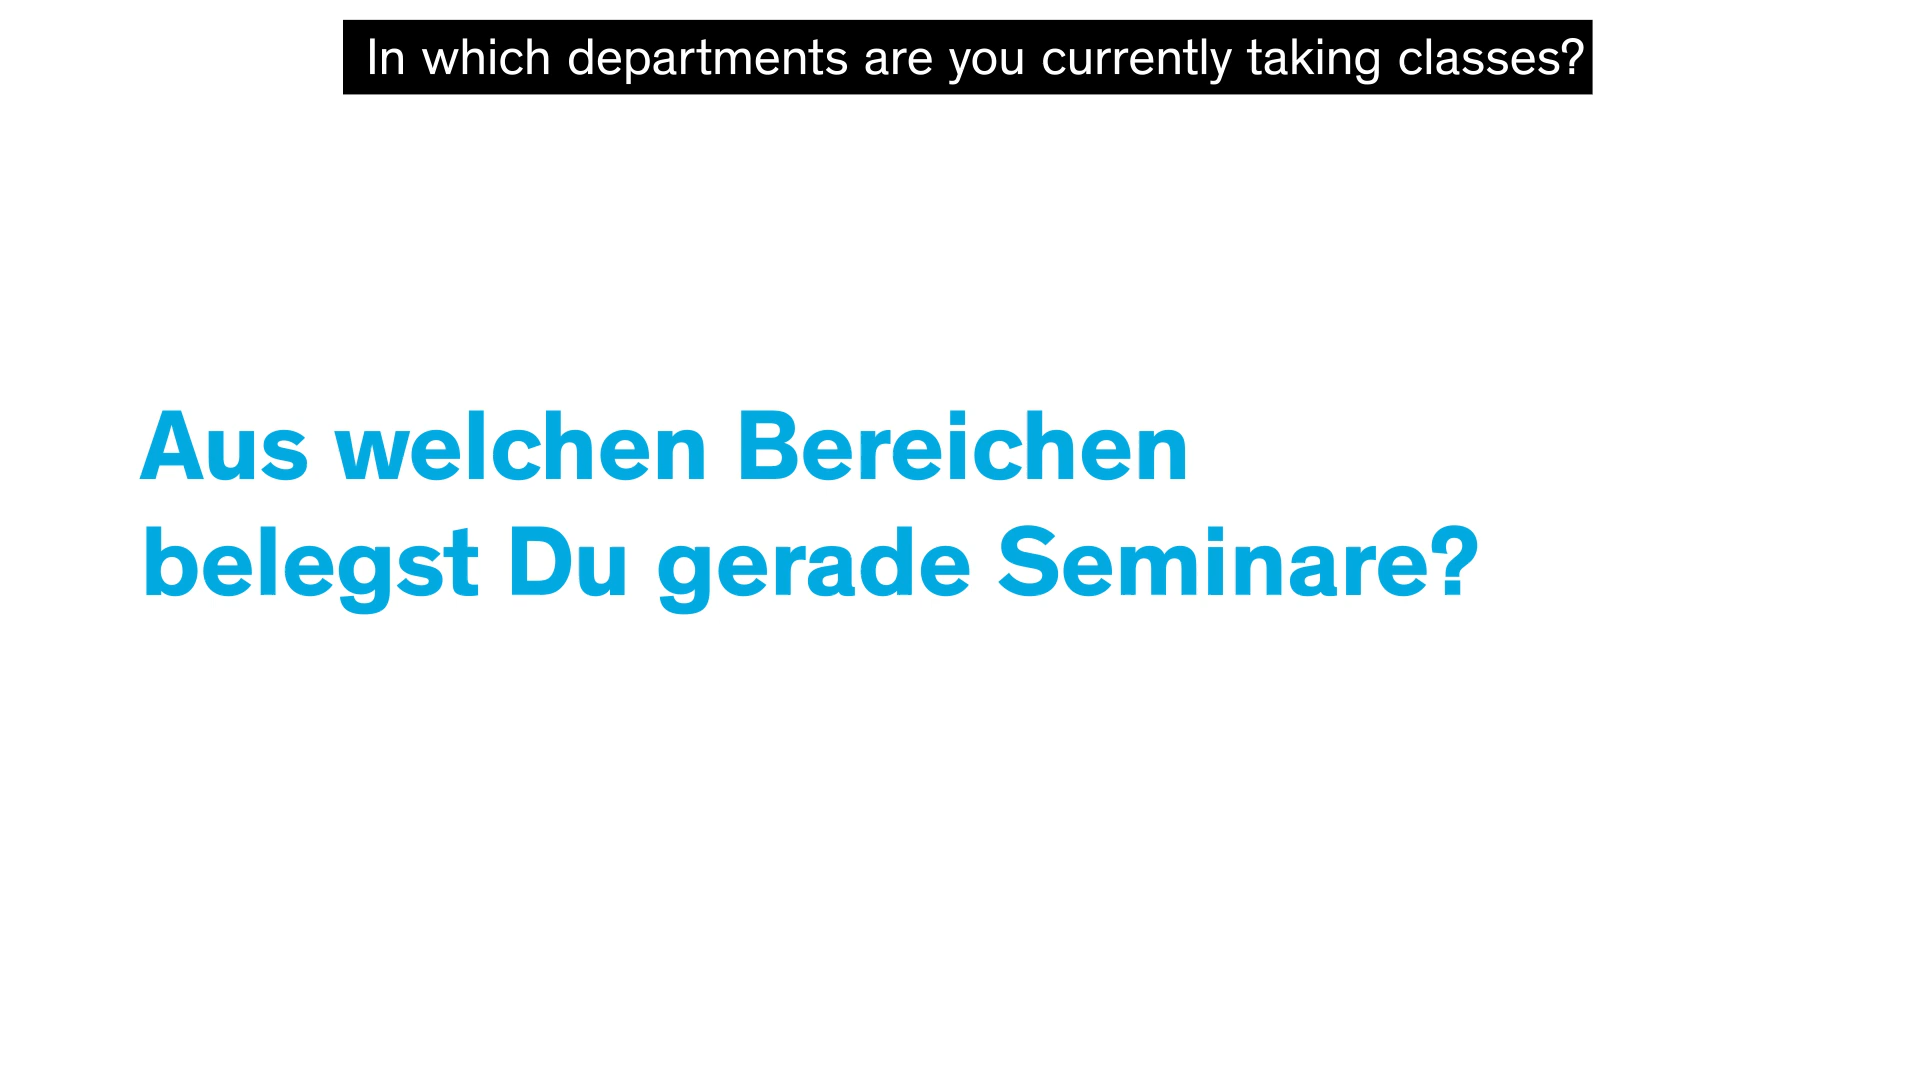 In which departments are you currently taking classes?
Aus welchen Bereichen
belegst Du gerade Seminare?